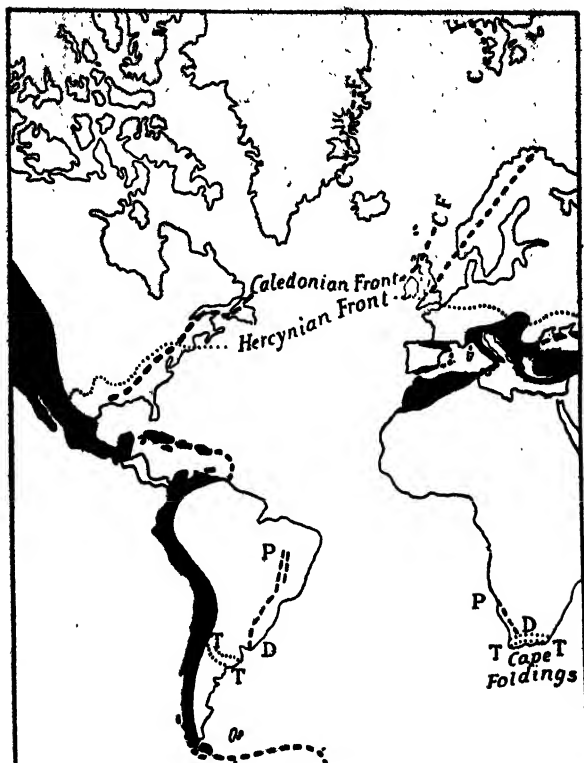 F
C
F
C
C F
Caledonian Front
Hercynian Front
P
T
D
T
P
D
T
T
Cape
Foldings